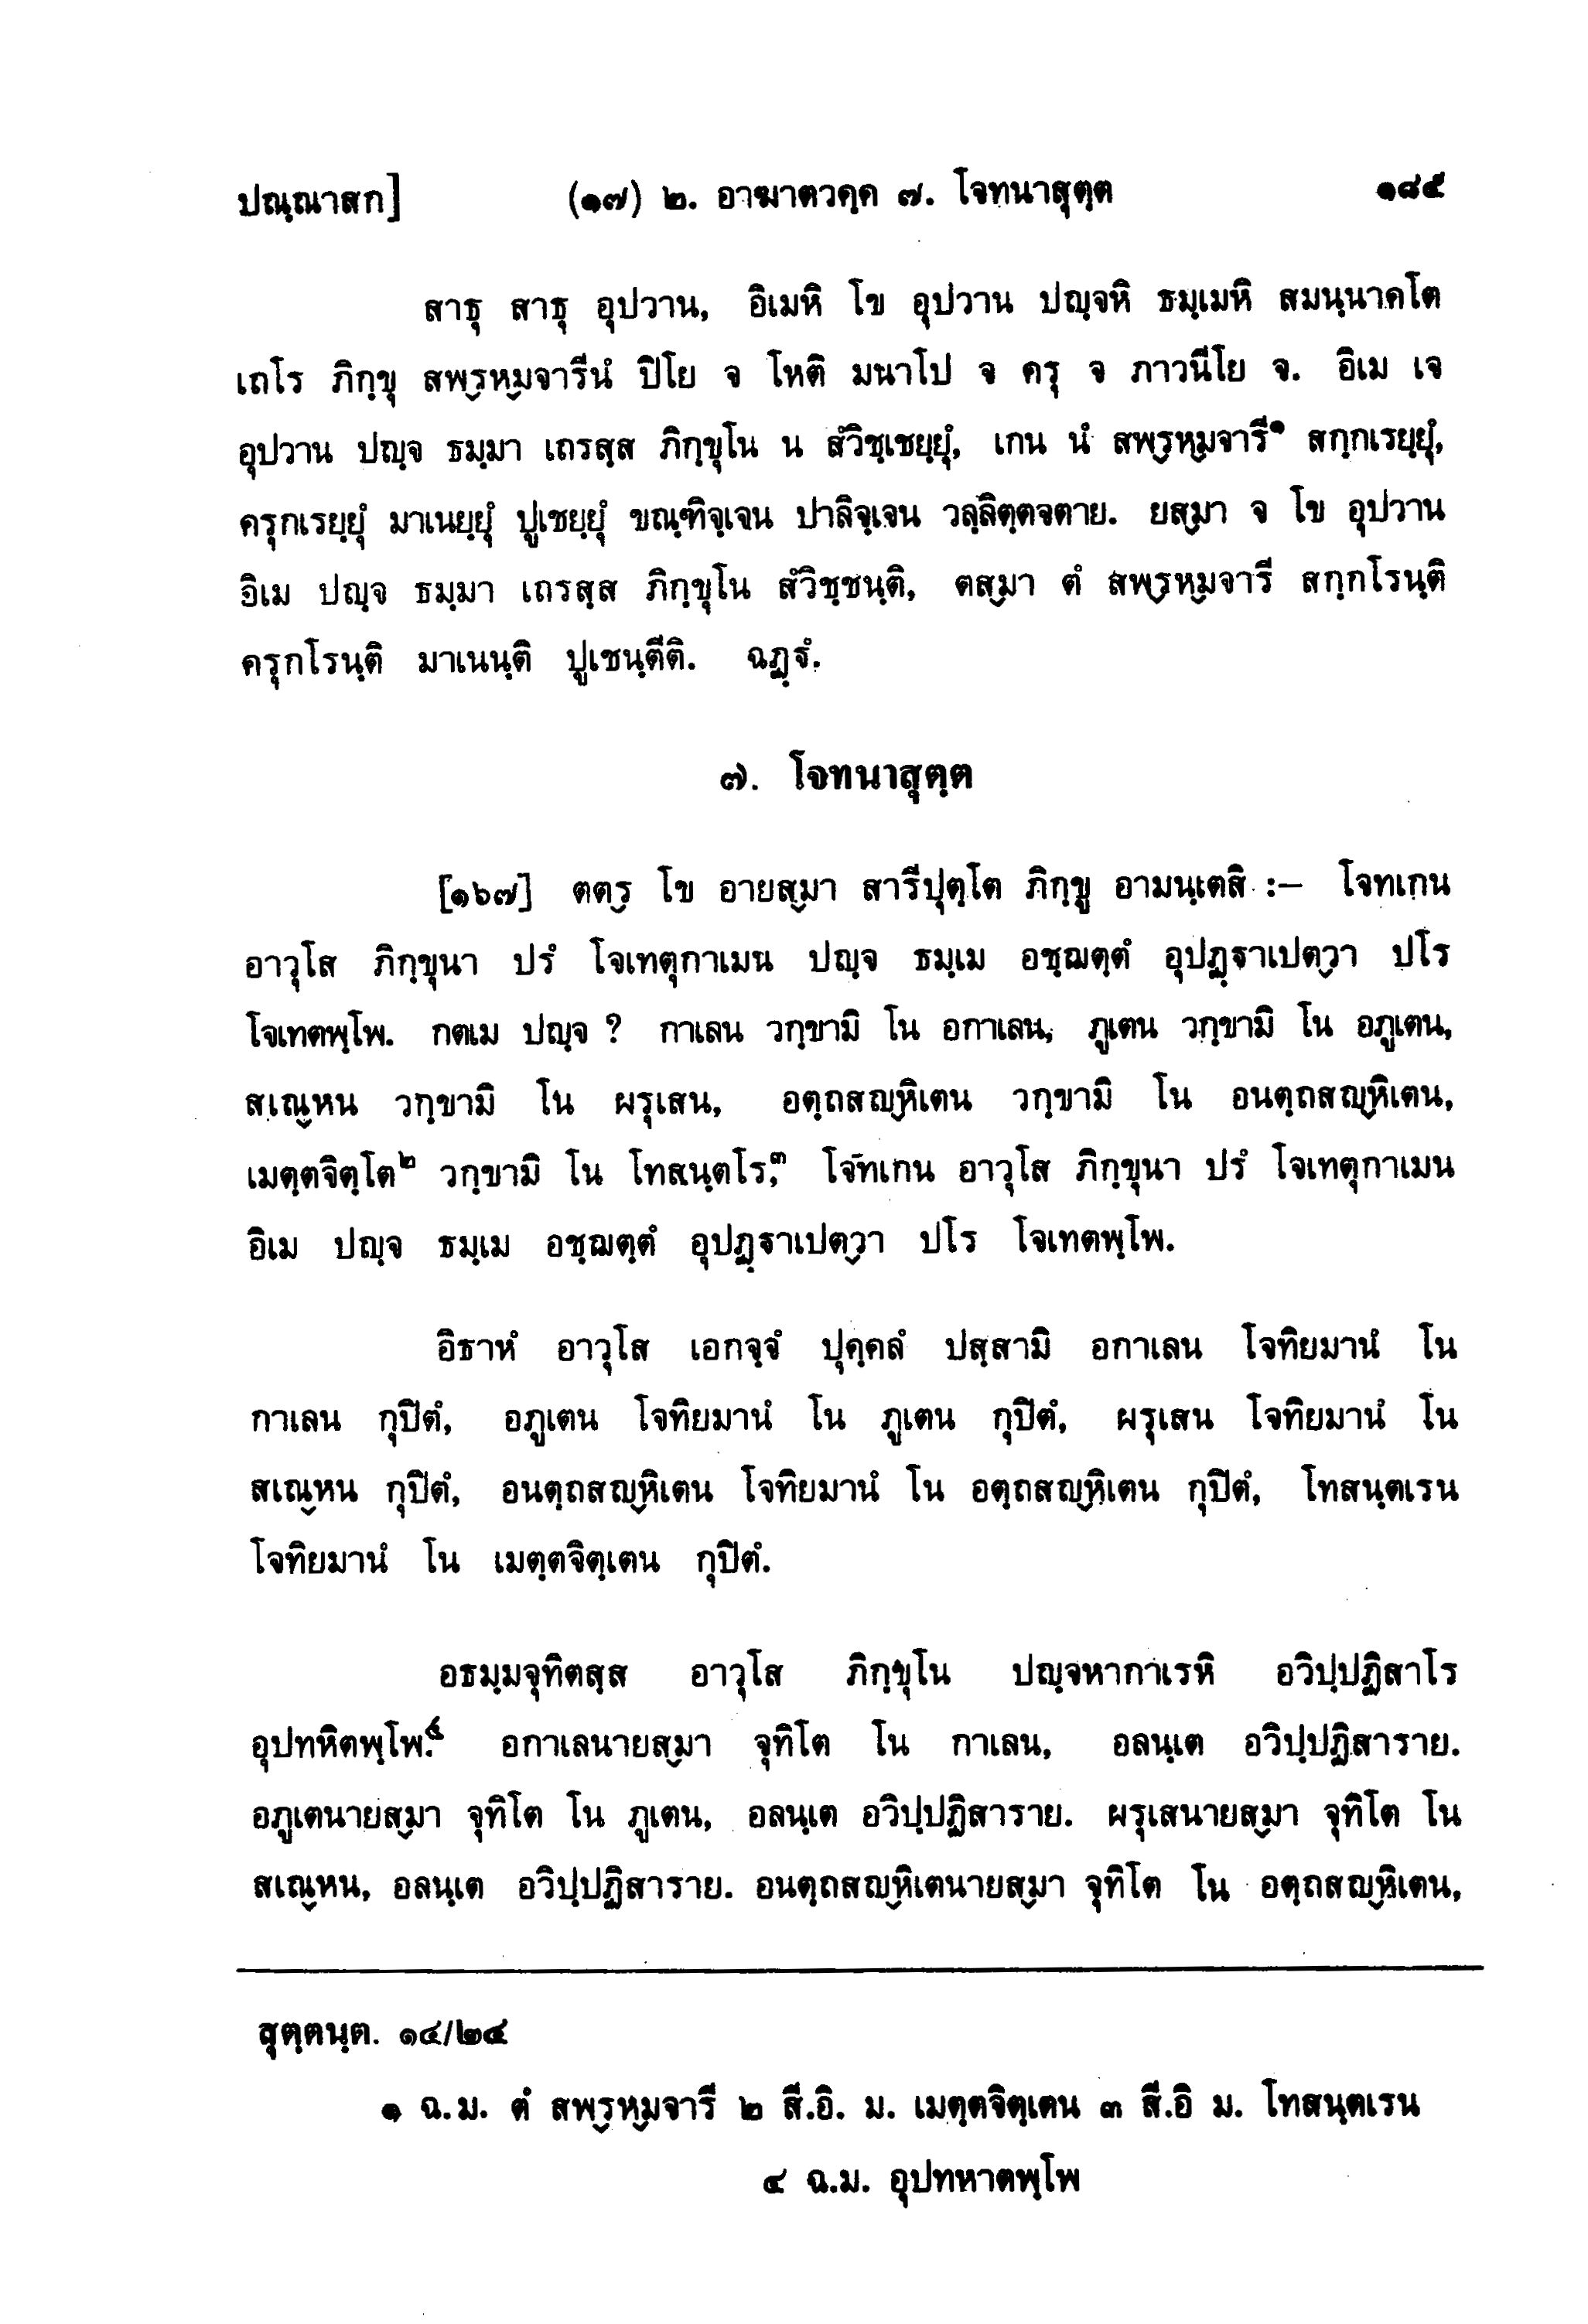 ปณฺณาสก] (๑๗) ๒. อาฆาตวคฺค ๗. โจทนาสุตฺต ๑๘๕
สาธุ สาธุ อุปวาน, อิเมหิ โข อุปวาน ปญฺจหิ ธมฺเมหิ สมนฺนาคโต
เถโร ภิกฺขุ สพฺรหฺมจารีนํ ปิโย จ โหติ มนาโป จ ครุ จ ภาวนีโย จ. อิเม เจ
อุปวาน ปญฺจ ธมฺมา เถรสฺส ภิกฺขุโน น สํวิชฺเชยฺยุํ, เกน นํ สพฺรหฺมจารี๑ สกฺกเรยฺยุํ,
ครุกเรยฺยุํ มาเนยฺยุํ ปูเชยฺยุํ ขณฺฑิจฺเจน ปาลิจฺเจน วลฺลิตฺตจตาย. ยสฺมา จ โข อุปวาน
อิเม ปญฺจ ธมฺมา เถรสฺส ภิกฺขุโน สํวิชฺชนฺติ, ตสฺมา ตํ สพฺรหฺมจารี สกฺกโรนฺติ
ครุกโรนฺติ มาเนนฺติ ปูเชนฺตีติ. ฉฏฺฐํ.
๗. โจทนาสุตฺต
[๑๖๗] ตตฺร โข อายสฺมา สารีปุตฺโต ภิกฺขู อามนฺเตสิ :– โจทเกน
อาวุโส ภิกฺขุนา ปรํ โจเทตุกาเมน ปญฺจ ธมฺเม อชฺฌตฺตํ อุปฏฺฐาเปตฺวา ปโร
โจเทตพฺโพ. กตเม ปญฺจ ? กาเลน วกฺขามิ โน อกาเลน, ภูเตน วกฺขามิ โน อภูเตน,
สณฺเหน วกฺขามิ โน ผรุเสน, อตฺถสญฺหิเตน วกฺขามิ โน อนตฺถสญฺหิเตน,
เมตฺตจิตฺโต๒ วกฺขามิ โน โทสนฺตโร,๓ โจทเกน อาวุโส ภิกฺขุนา ปรํ โจเทตุกาเมน
อิเม ปญฺจ ธมฺเม อชฺฌตฺตํ อุปฏฺฐาเปตฺวา ปโร โจเทตพฺโพ.
อิธาหํ อาวุโส เอกจฺจํ ปุคฺคลํ ปสฺสามิ อกาเลน โจทิยมานํ โน
กาเลน กุปิตํ, อภูเตน โจทิยมานํ โน ภูเตน กุปิตํ, ผรุเสน โจทิยมานํ โน
สเณฺหน กุปิตํ, อนตฺถสญฺหิเตน โจทิยมานํ โน อตฺถสญฺหิเตน กุปิตํ, โทสนฺตเรน
โจทิยมานํ โน เมตฺตจิตฺเตน กุปิตํ.
อธมฺมจุทิตสฺส อาวุโส ภิกฺขุโน ปญฺจหากาเรหิ อวิปฺปฏิสาโร
อุปทหิตพฺโพ.๔ อกาเลนายสฺมา จุทิโต โน กาเลน, อลนฺเต อวิปฺปฏิสาราย.
อภูเตนายสฺมา จุทิโต โน ภูเตน, อลนฺเต อวิปฺปฏิสาราย. ผรุเสนายสฺมา จุทิโต โน
สเณฺหน, อลนฺเต อวิปฺปฏิสาราย. อนตฺถสญฺหิเตนายสฺมา จุทิโต โน อตฺถสญฺหิเตน,
สุตฺตนฺต. ๑๔/๒๔
๑ ฉ.ม. ตํ สพฺรหฺมจารี ๒ สี.อิ. ม. เมตฺตจิตฺเตน ๓ สี.อิ ม. โทสนฺตเรน
๔ ฉ.ม. อุปทหาตพฺโพ